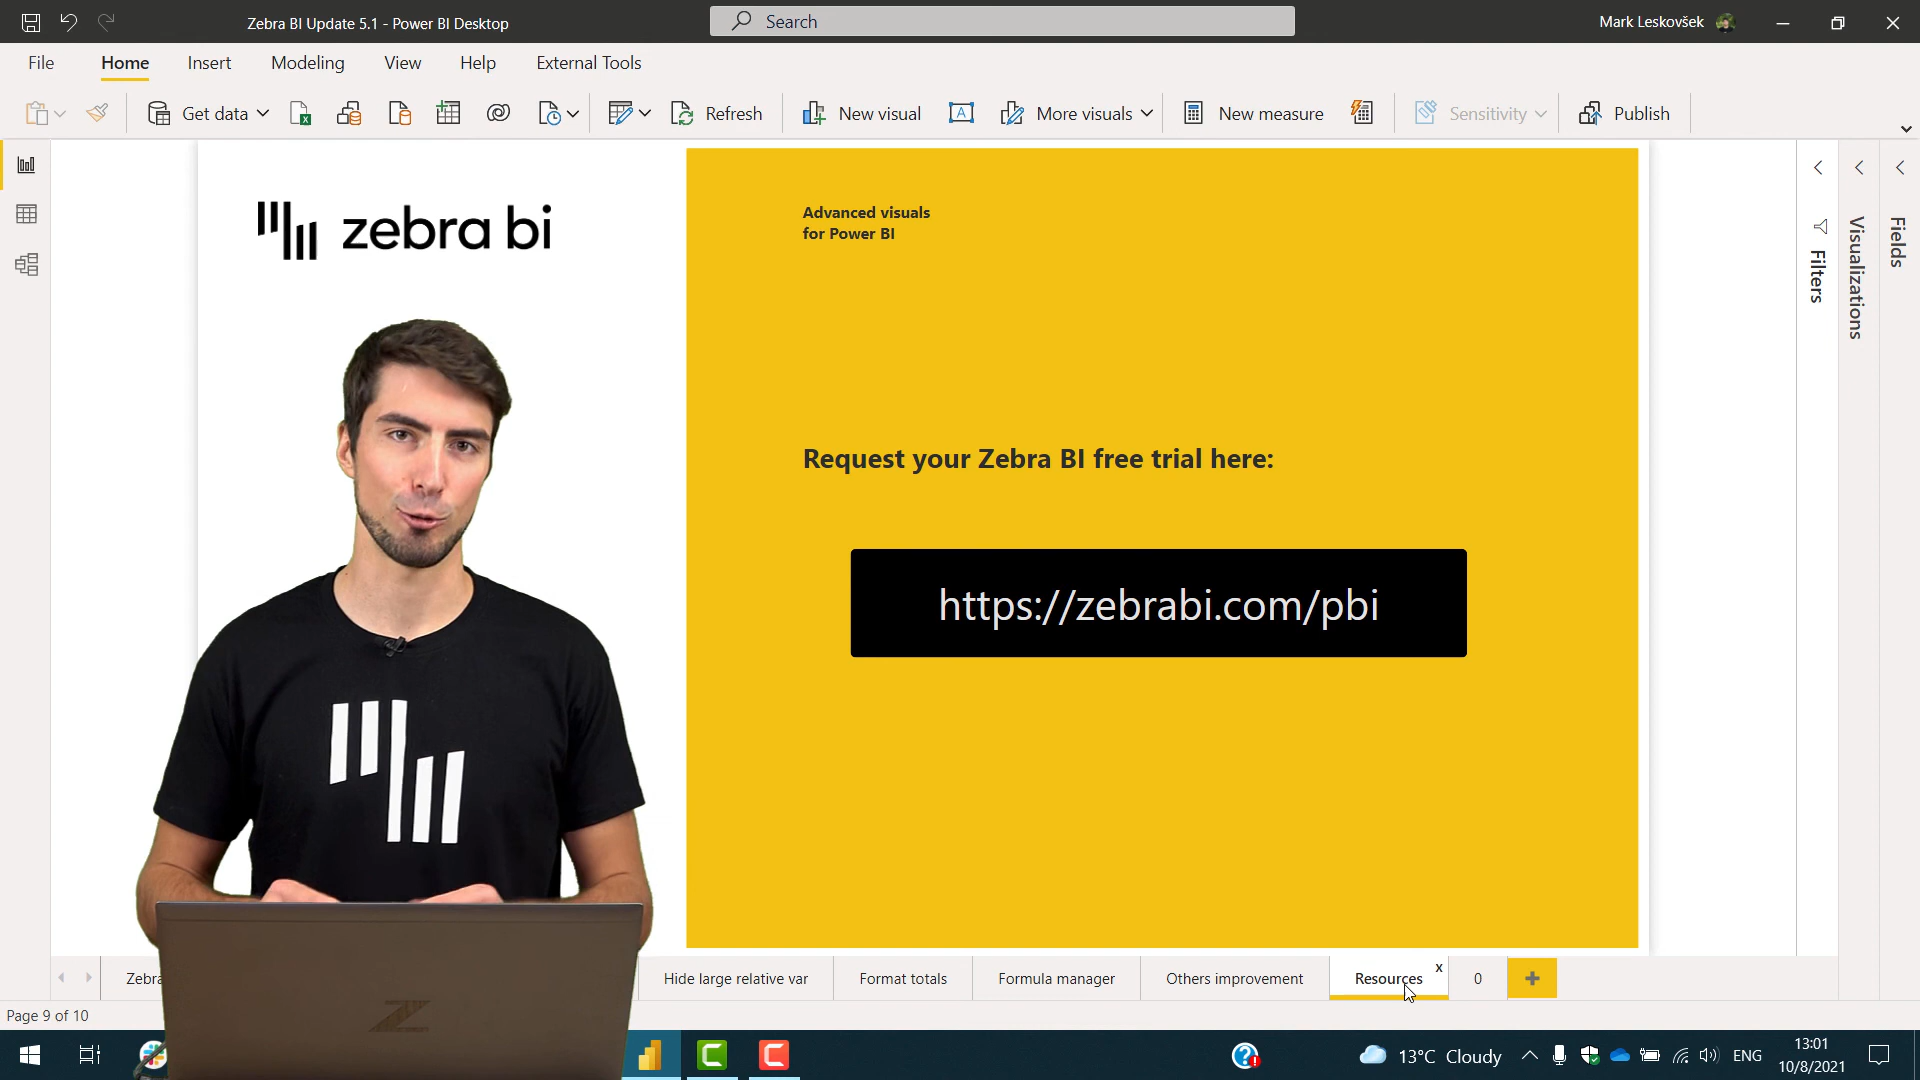 Zebra BI Update 5.1 - Power BI Desktop
Search
Mark Leskovšek
File
Home
Insert
Modeling
View
Help
External Tools
Get data
Refresh
New visual
More visuals
New measure
Sensitivity
Publish
zebra bi
Advanced visuals
for Power BI
Request your Zebra BI free trial here:
https://zebrabi.com/pbi
Filters
Visualizations
Fields
Hide large relative var
Format totals
Formula manager
Others improvement
Resources
x
0
+
Page 9 of 10
13°C Cloudy
ENG
13:01
10/8/2021